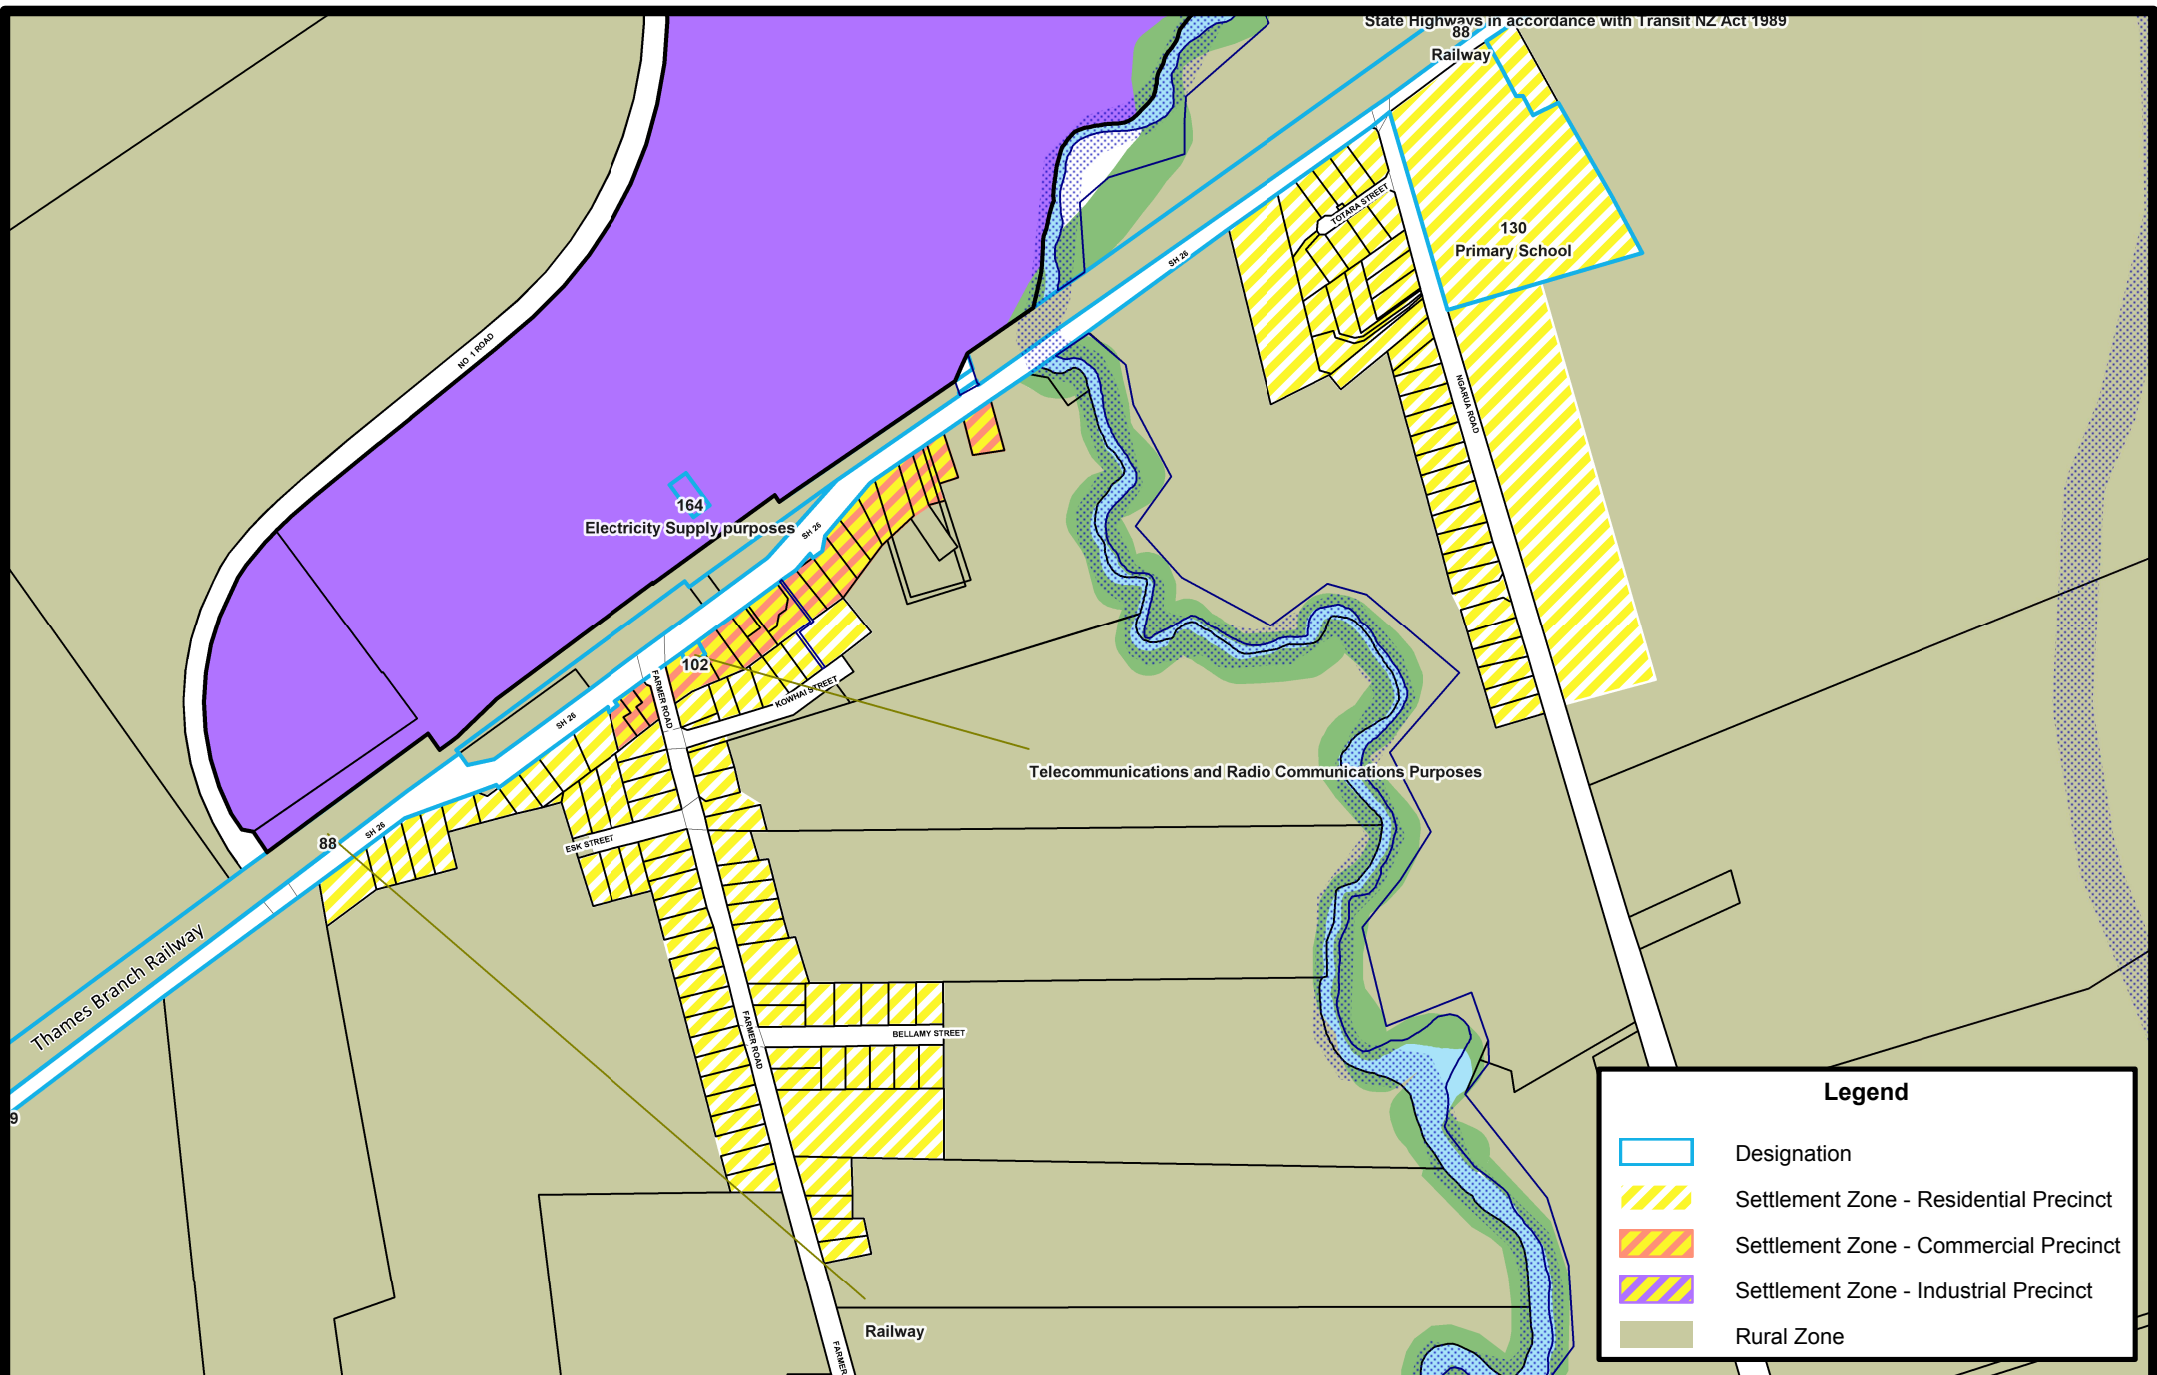 State Highways in accordance with Transit NZ Act 1989
88
Railway
TOTARA STREET
130
Primary School
SH 26
NO 1 ROAD
NGARUA ROAD
164
Electricity Supply purposes
SH 26
102
FARMER ROAD
KOWHAI STREET
SH 26
Telecommunications and Radio Communications Purposes
SH 26
88
ESK STREET
Thames Branch Railway
FARMER ROAD
BELLAMY STREET
9
Railway
FARMER
Legend
Designation
Settlement Zone - Residential Precinct
Settlement Zone - Commercial Precinct
Settlement Zone - Industrial Precinct
Rural Zone